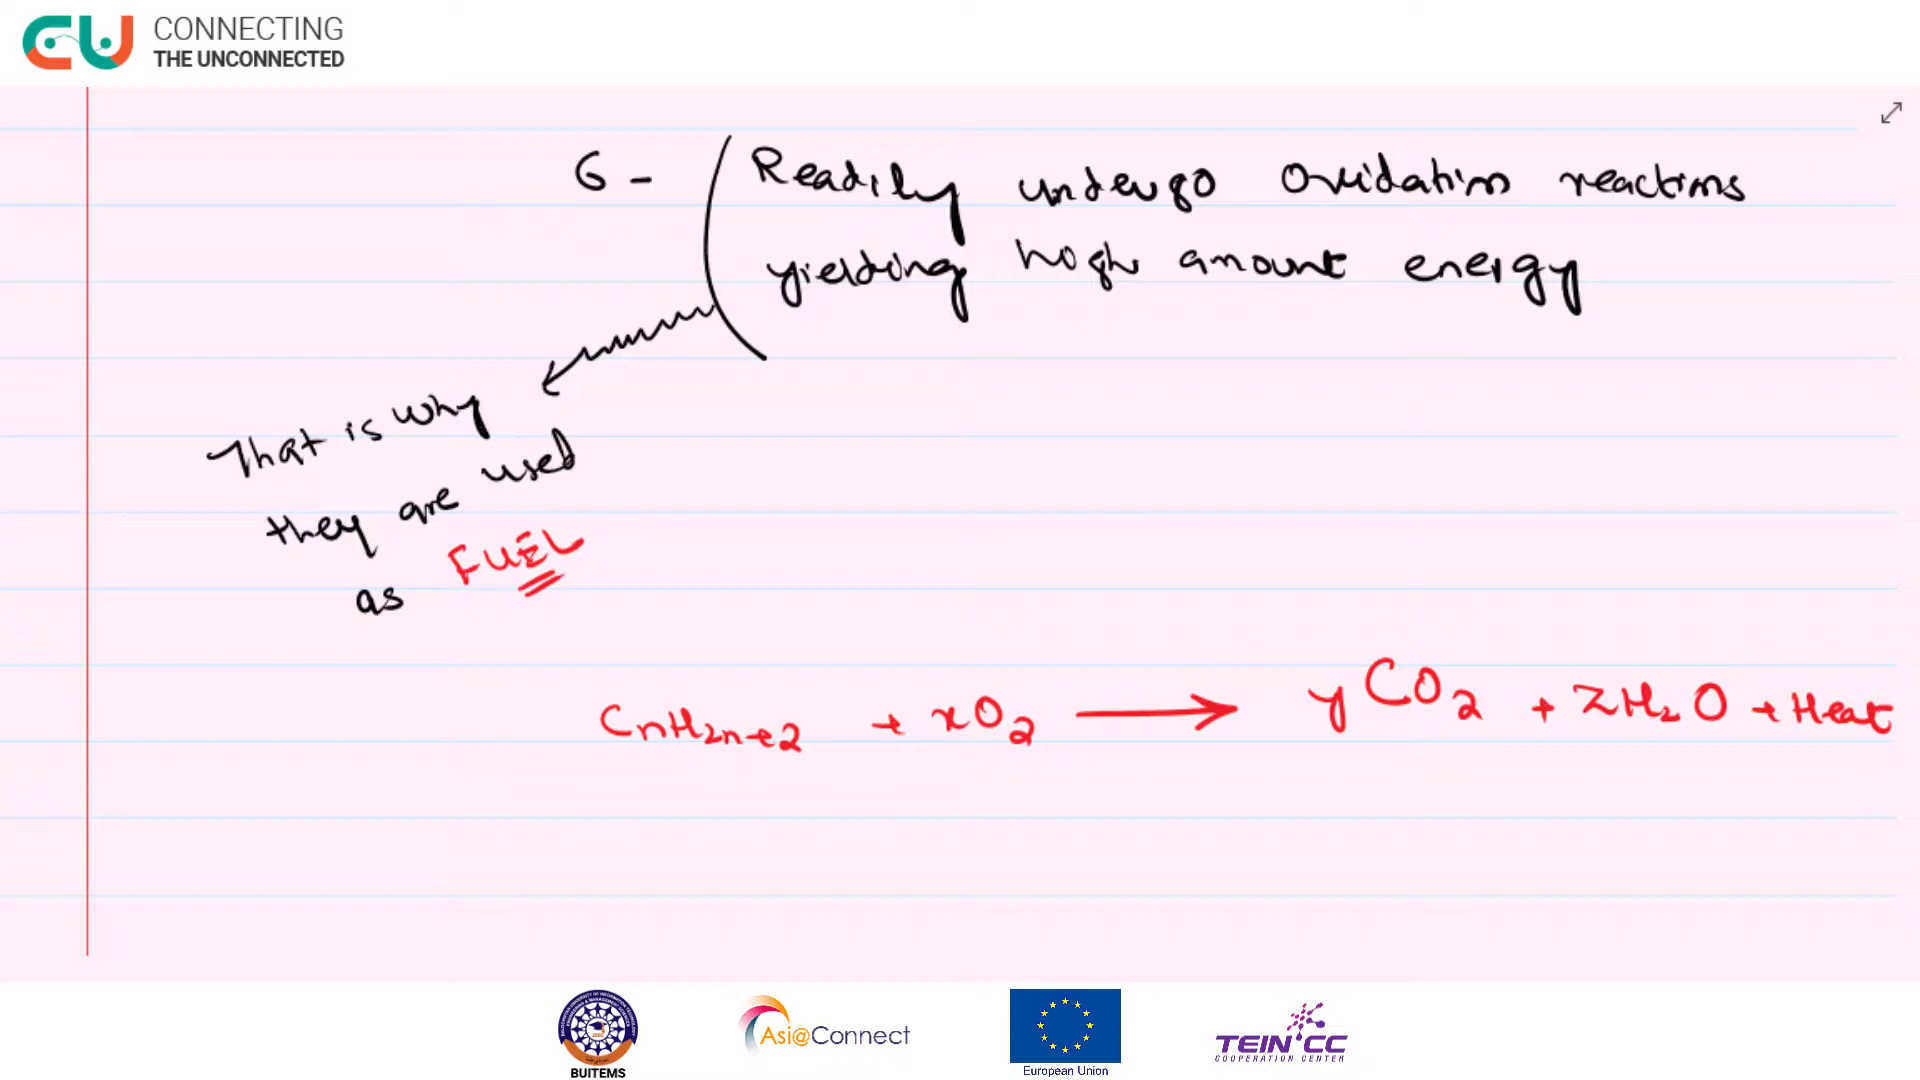 CONNECTING
THE UNCONNECTED
6 - Readily undergo Oxidation reactions
yielding high amount energy
That is why
they are used
as FUEL
CnH2n+2 + xO2 → yCO2 + ZH2O + Heat
BUITEMS
Asi@Connect
European Union
TEIN*CC
COOPERATION CENTER